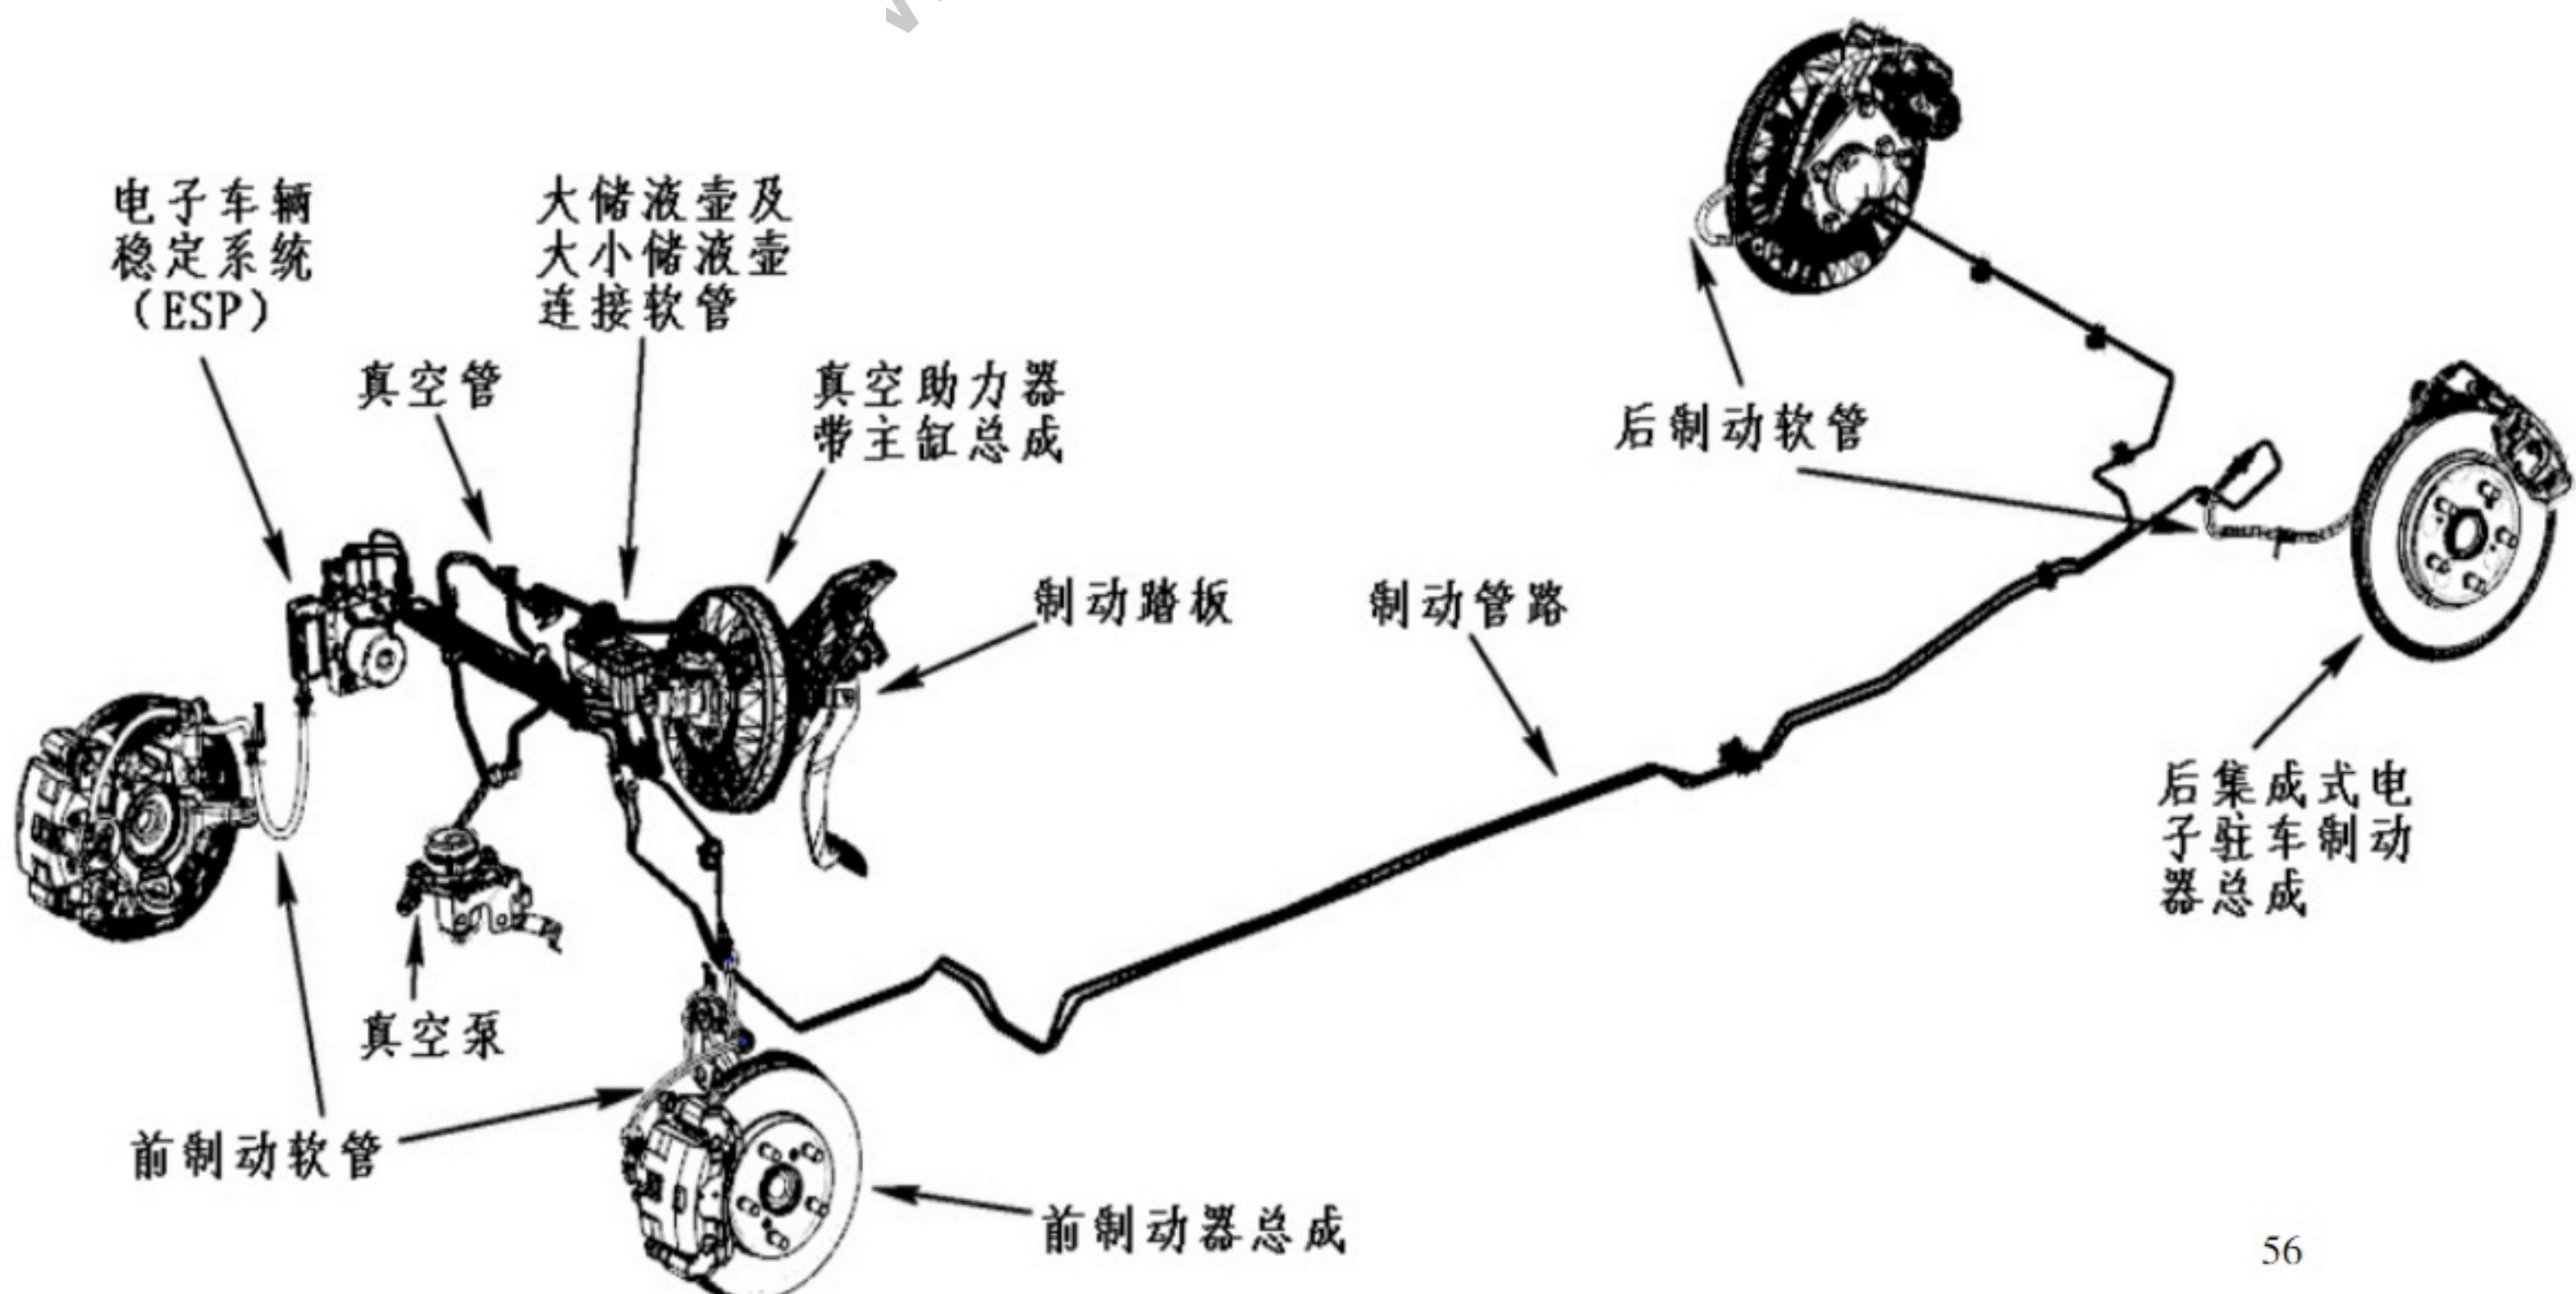 电子车辆
稳定系统
（ESP）
大储液壶及
大小储液壶
连接软管
真空管
真空助力器
带主缸总成
后制动软管
制动踏板
制动管路
后集成式电
子驻车制动
器总成
真空泵
前制动软管
前制动器总成
56